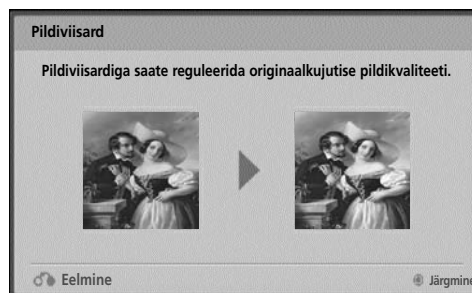 Pildiviisard
Pildiviisardiga saate reguleerida originaalkujutise pildikvaliteeti.
Eelmine
Järgmine